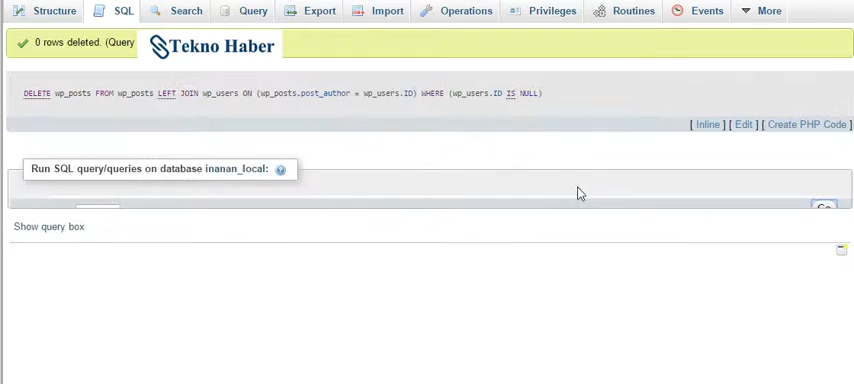 Structure SQL Search Query Export Import Operations Privileges Routines Events More
0 rows deleted. (Query
Tekno Haber
DELETE wp_posts FROM wp_posts LEFT JOIN wp_users ON (wp_posts.post_author = wp_users.ID) WHERE (wp_users.ID IS NULL)
[ Inline ] [ Edit ] [ Create PHP Code ]
Run SQL query/queries on database inanan_local:
Go
Show query box